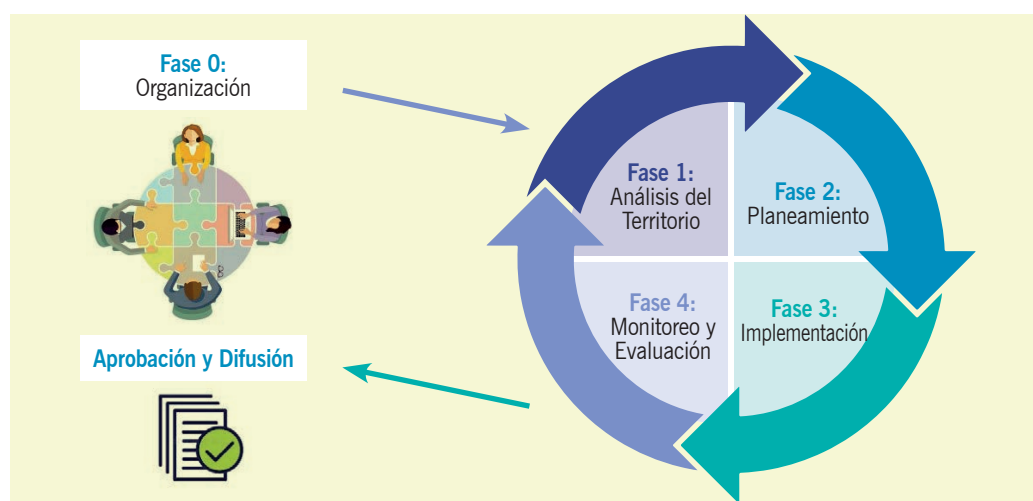 Fase 0:
Organización
Aprobación y Difusión
Fase 1:
Análisis del
Territorio
Fase 2:
Planeamiento
Fase 3:
Implementación
Fase 4:
Monitoreo y
Evaluación